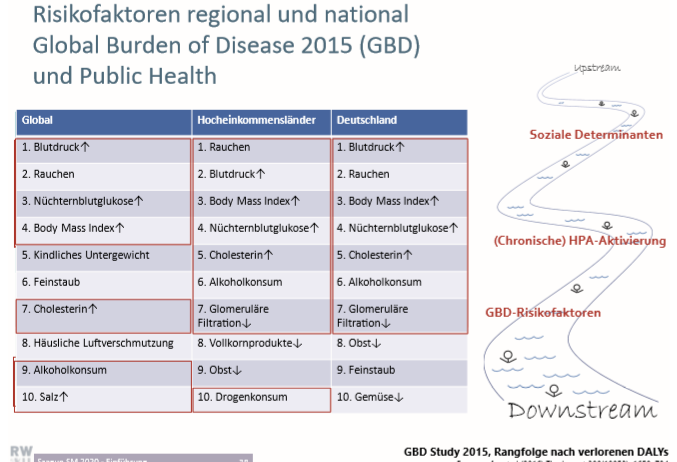 Risikofaktoren regional und national
Global Burden of Disease 2015 (GBD)
und Public Health
Global Hocheinkommensländer Deutschland
1. Blutdruck↑ 1. Rauchen 1. Blutdruck↑
2. Rauchen 2. Blutdruck↑ 2. Rauchen
3. Nüchternblutglukose↑ 3. Body Mass Index↑ 3. Body Mass Index↑
4. Body Mass Index↑ 4. Nüchternblutglukose↑ 4. Nüchternblutglukose↑
5. Kindliches Untergewicht 5. Cholesterin↑ 5. Cholesterin↑
6. Feinstaub 6. Alkoholkonsum 6. Alkoholkonsum
7. Cholesterin↑ 7. Glomeruläre 7. Glomeruläre
Filtration↓ Filtration↓
8. Häusliche Luftverschmutzung 8. Vollkornprodukte↓ 8. Obst↓
9. Alkoholkonsum 9. Obst↓ 9. Feinstaub
10. Salz↑ 10. Drogenkonsum 10. Gemüse↓
Upstream
Soziale Determinanten
(Chronische) HPA-Aktivierung
GBD-Risikofaktoren
Downstream
GBD Study 2015, Rangfolge nach verlorenen DALYs
RW